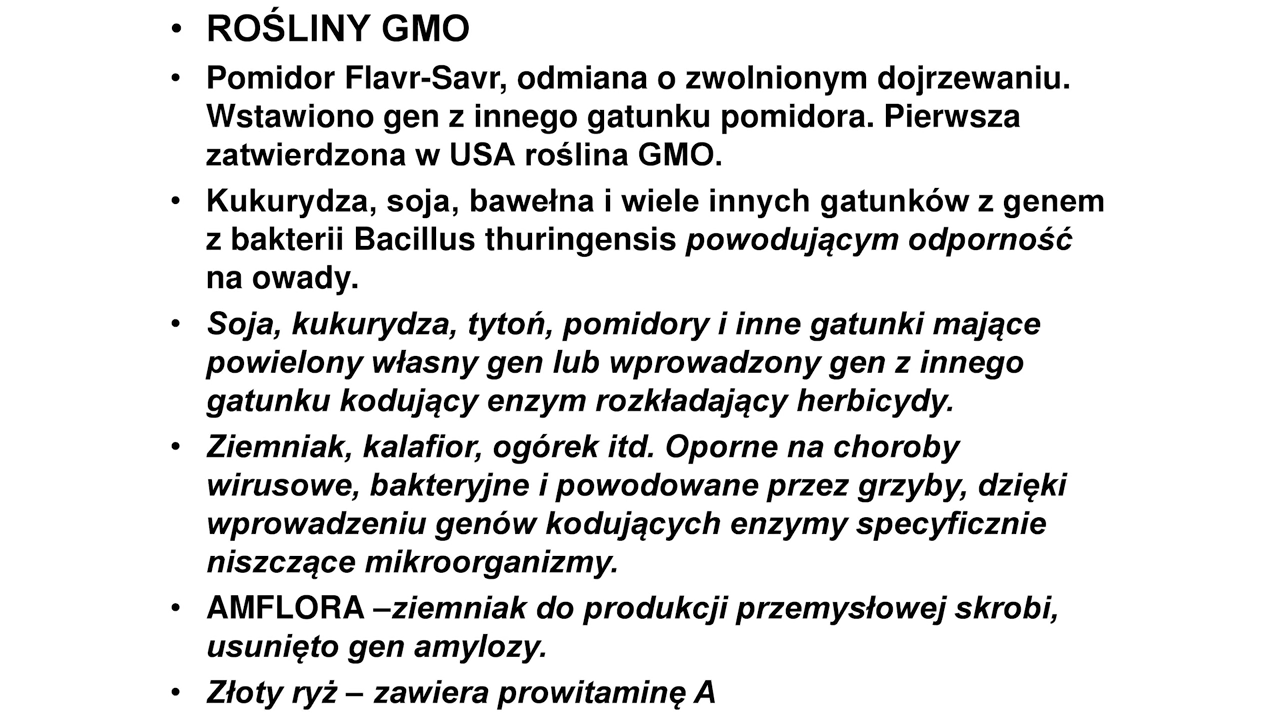 • ROŚLINY GMO
• Pomidor Flavr-Savr, odmiana o zwolnionym dojrzewaniu.
Wstawiono gen z innego gatunku pomidora. Pierwsza
zatwierdzona w USA roślina GMO.
• Kukurydza, soja, bawełna i wiele innych gatunków z genem
z bakterii Bacillus thuringensis powodującym odporność
na owady.
• Soja, kukurydza, tytoń, pomidory i inne gatunki mające
powielony własny gen lub wprowadzony gen z innego
gatunku kodujący enzym rozkładający herbicydy.
• Ziemniak, kalafior, ogórek itd. Oporne na choroby
wirusowe, bakteryjne i powodowane przez grzyby, dzięki
wprowadzeniu genów kodujących enzymy specyficznie
niszczące mikroorganizmy.
• AMFLORA –ziemniak do produkcji przemysłowej skrobi,
usunięto gen amylozy.
• Złoty ryż – zawiera prowitaminę A